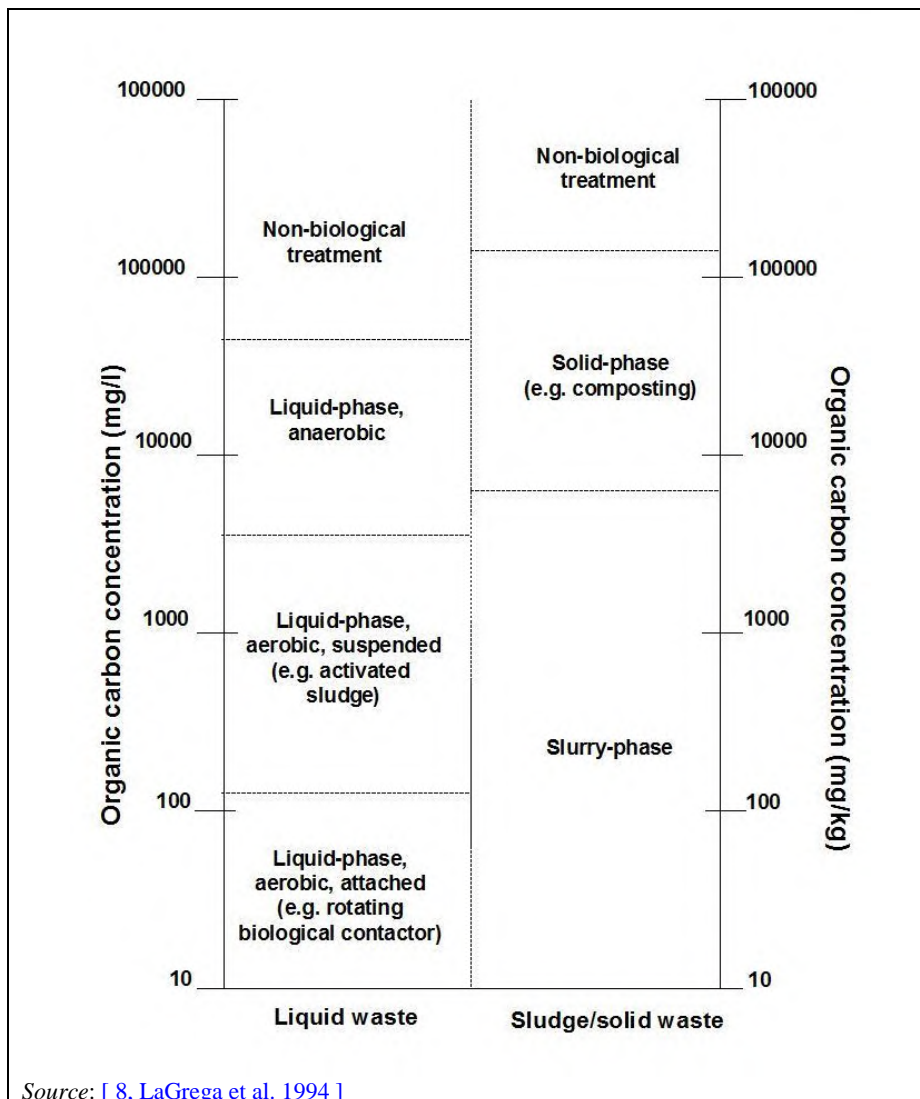 100000
100000
Non-biological
treatment
Non-biological
treatment
100000
100000
Solid-phase
(e.g. composting)
Liquid-phase,
anaerobic
10000
10000
Organic carbon concentration (mg/l)
Organic carbon concentration (mg/kg)
1000
1000
Liquid-phase,
aerobic, suspended
(e.g. activated
sludge)
Slurry-phase
100
100
Liquid-phase,
aerobic, attached
(e.g. rotating
biological contactor)
10
10
Liquid waste
Sludge/solid waste
Source: [ 8, LaGrega et al. 1994 ]